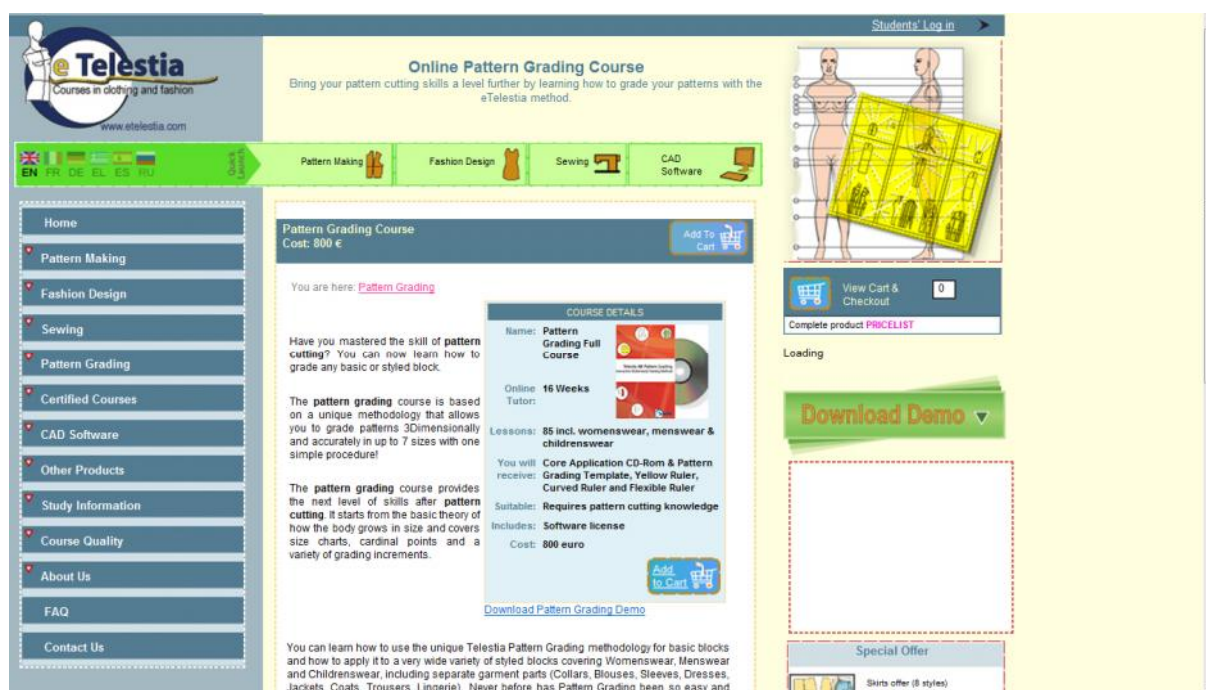 Students' Log in
e Telestia
Courses in clothing and fashion
www.etelestia.com
Online Pattern Grading Course
Bring your pattern cutting skills a level further by learning how to grade your patterns with the
eTelestia method.
EN FR DE EL ES RU
Quick
Launch
Pattern Making
Fashion Design
Sewing
CAD
Software
Home
Pattern Making
Fashion Design
Sewing
Pattern Grading
Certified Courses
CAD Software
Other Products
Study Information
Course Quality
About Us
FAQ
Contact Us
Pattern Grading Course
Cost: 800 €
Add To
Cart
You are here: Pattern Grading
Have you mastered the skill of pattern
cutting? You can now learn how to
grade any basic or styled block.
The pattern grading course is based
on a unique methodology that allows
you to grade patterns 3Dimensionally
and accurately in up to 7 sizes with one
simple procedure!
The pattern grading course provides
the next level of skills after pattern
cutting. It starts from the basic theory of
how the body grows in size and covers
size charts, cardinal points and a
variety of grading increments.
COURSE DETAILS
Name: Pattern
Grading Full
Course
Online
Tutor: 16 Weeks
Lessons: 85 incl. womenswear, menswear &
childrenswear
You will
receive: Core Application CD-Rom & Pattern
Grading Template, Yellow Ruler,
Curved Ruler and Flexible Ruler
Suitable: Requires pattern cutting knowledge
Includes: Software license
Cost: 800 euro
Add
to Cart
Download Pattern Grading Demo
You can learn how to use the unique Telestia Pattern Grading methodology for basic blocks
and how to apply it to a very wide variety of styled blocks covering Womenswear, Menswear
and Childrenswear, including separate garment parts (Collars, Blouses, Sleeves, Dresses,
Jackets, Coats, Trousers, Lingerie). Never before has Pattern Grading been so easy and
View Cart &
Checkout
0
Complete product PRICELIST
Loading
Download Demo
Special Offer
Skirts offer (8 styles)